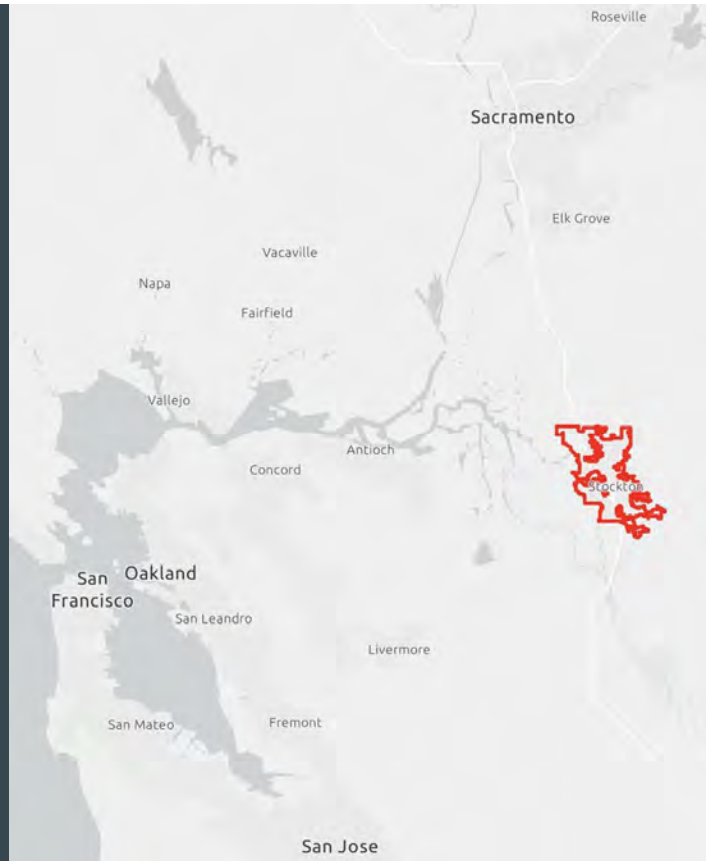 Roseville
Sacramento
Elk Grove
Vacaville
Napa
Fairfield
Vallejo
Antioch
Concord
Stockton
San
Francisco
Oakland
San Leandro
Livermore
San Mateo
Fremont
San Jose